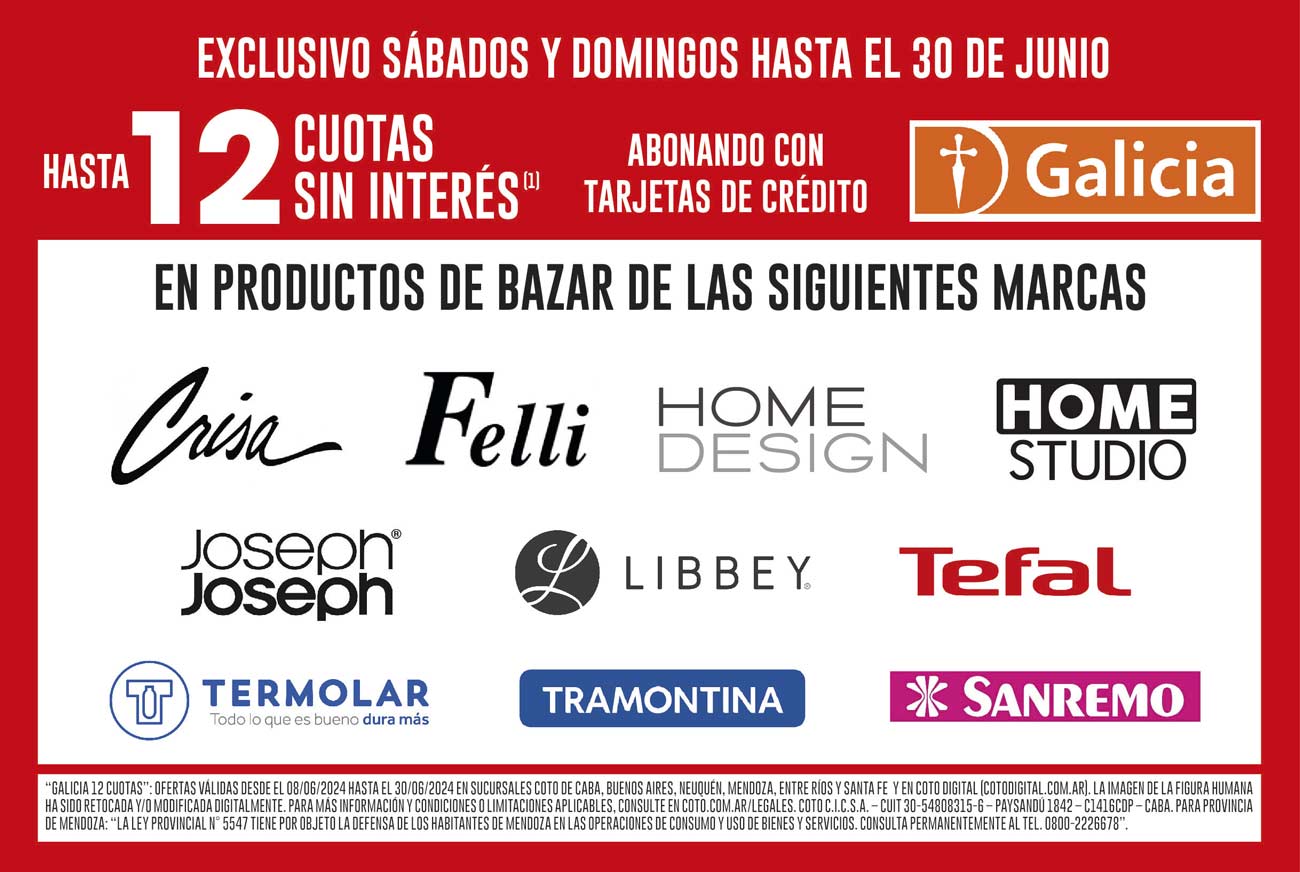 EXCLUSIVO SÁBADOS Y DOMINGOS HASTA EL 30 DE JUNIO
HASTA 12 CUOTAS SIN INTERÉS(1)
ABONANDO CON
TARJETAS DE CRÉDITO
Galicia
EN PRODUCTOS DE BAZAR DE LAS SIGUIENTES MARCAS
Crisa
Felli
HOME
DESIGN
HOME
STUDIO
Joseph®
Joseph
L LIBBEY®
Tefal
TERMOLAR
Todo lo que es bueno dura más
TRAMONTINA
SANREMO
“GALICIA 12 CUOTAS”: OFERTAS VÁLIDAS DESDE EL 08/06/2024 HASTA EL 30/06/2024 EN SUCURSALES COTO DE CABA, BUENOS AIRES, NEUQUÉN, MENDOZA, ENTRE RÍOS Y SANTA FE Y EN COTO DIGITAL (COTODIGITAL.COM.AR). LA IMAGEN DE LA FIGURA HUMANA
HA SIDO RETOCADA Y/O MODIFICADA DIGITALMENTE. PARA MÁS INFORMACIÓN Y CONDICIONES O LIMITACIONES APLICABLES, CONSULTE EN COTO.COM.AR/LEGALES. COTO C.I.C.S.A. – CUIT 30-54808315-6 – PAYSANDÚ 1842 – C1416CDP – CABA. PARA PROVINCIA
DE MENDOZA: “LA LEY PROVINCIAL N° 5547 TIENE POR OBJETO LA DEFENSA DE LOS HABITANTES DE MENDOZA EN LAS OPERACIONES DE CONSUMO Y USO DE BIENES Y SERVICIOS. CONSULTA PERMANENTEMENTE AL TEL. 0800-2226678”.